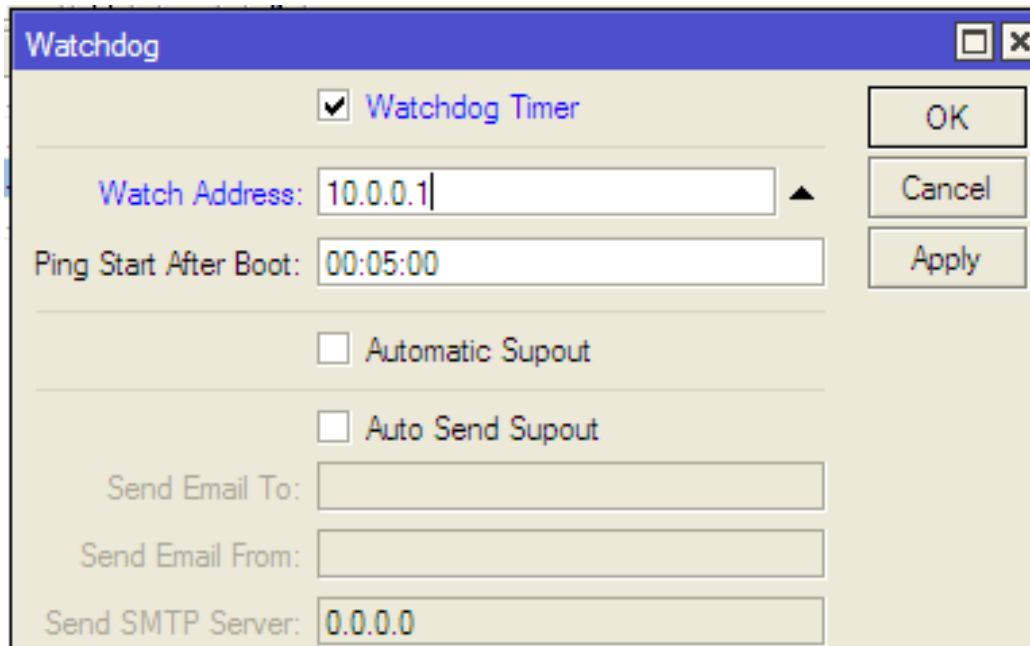 Watchdog
Watchdog Timer
OK
Watch Address: 10.0.0.1
Cancel
Ping Start After Boot: 00:05:00
Apply
Automatic Supout
Auto Send Supout
Send Email To:
Send Email From:
Send SMTP Server: 0.0.0.0